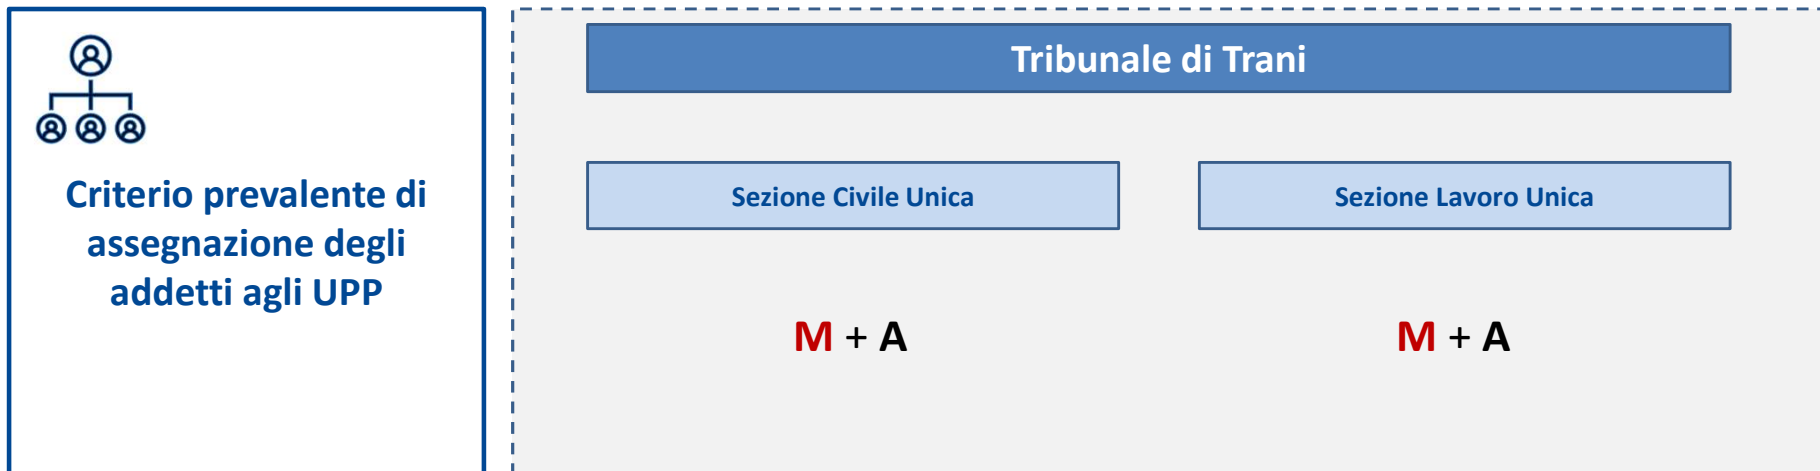 Criterio prevalente di
assegnazione degli
addetti agli UPP
Tribunale di Trani
Sezione Civile Unica
Sezione Lavoro Unica
M + A
M + A